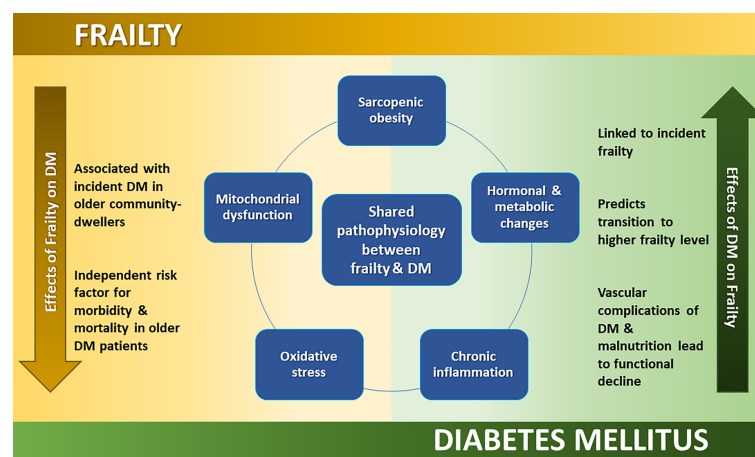 FRAILTY
Effects of Frailty on DM
Associated with
incident DM in
older community-
dwellers
Independent risk
factor for
morbidity &
mortality in older
DM patients
Sarcopenic
obesity
Mitochondrial
dysfunction
Hormonal &
metabolic
changes
Shared
pathophysiology
between
frailty & DM
Oxidative
stress
Chronic
inflammation
Linked to incident
frailty
Predicts
transition to
higher frailty level
Vascular
complications of
DM &
malnutrition lead
to functional
decline
Effects of DM on Frailty
DIABETES MELLITUS